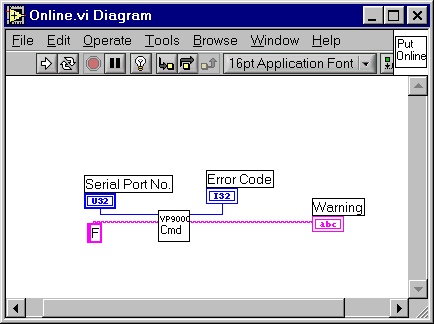 Online.vi Diagram
File Edit Operate Tools Browse Window Help
Put
Online
16pt Application Font
Serial Port No.
U32
Error Code
I32
VP9000
Cmd
F
Warning
abc